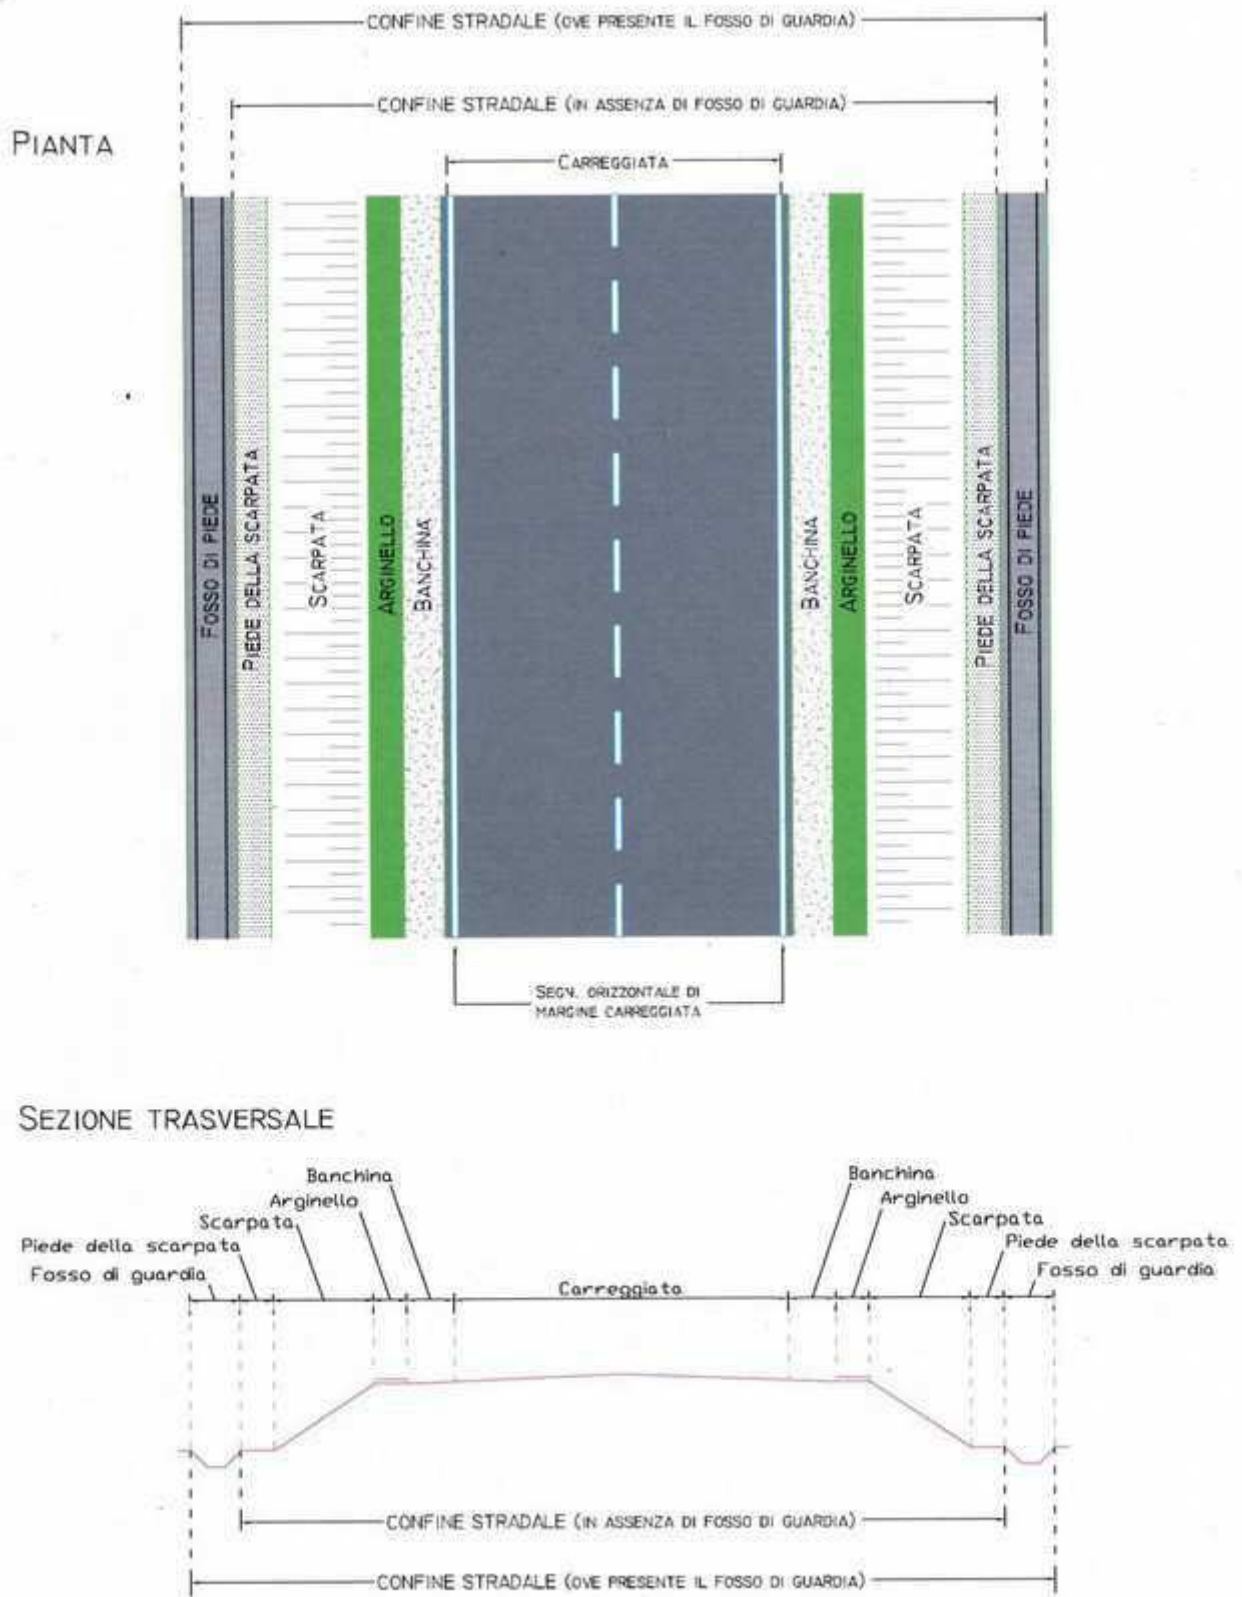 CONFINE STRADALE (OVE PRESENTE IL FOSSO DI GUARDIA)
CONFINE STRADALE (IN ASSENZA DI FOSSO DI GUARDIA)
PIANTA
CARREGGIATA
FOSSO DI PIEDE
PIEDE DELLA SCARPATA
SCARPATA
ARGINELLO
BANCHINA
BANCHINA
ARGINELLO
SCARPATA
PIEDE DELLA SCARPATA
FOSSO DI PIEDE
SEGN. ORIZZONTALE DI
MARGINE CARREGGIATA
SEZIONE TRASVERSALE
Banchina
Arginello
Scarpata
Piede della scarpata
Fosso di guardia
Carreggiata
Banchina
Arginello
Scarpata
Piede della scarpata
Fosso di guardia
CONFINE STRADALE (IN ASSENZA DI FOSSO DI GUARDIA)
CONFINE STRADALE (OVE PRESENTE IL FOSSO DI GUARDIA)